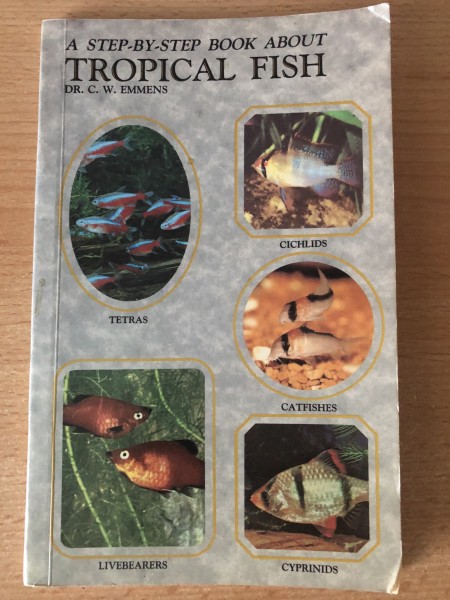 A STEP-BY-STEP BOOK ABOUT
TROPICAL FISH
DR. C. W. EMMENS
CICHLIDS
TETRAS
CATFISHES
LIVEBEARERS
CYPRINIDS